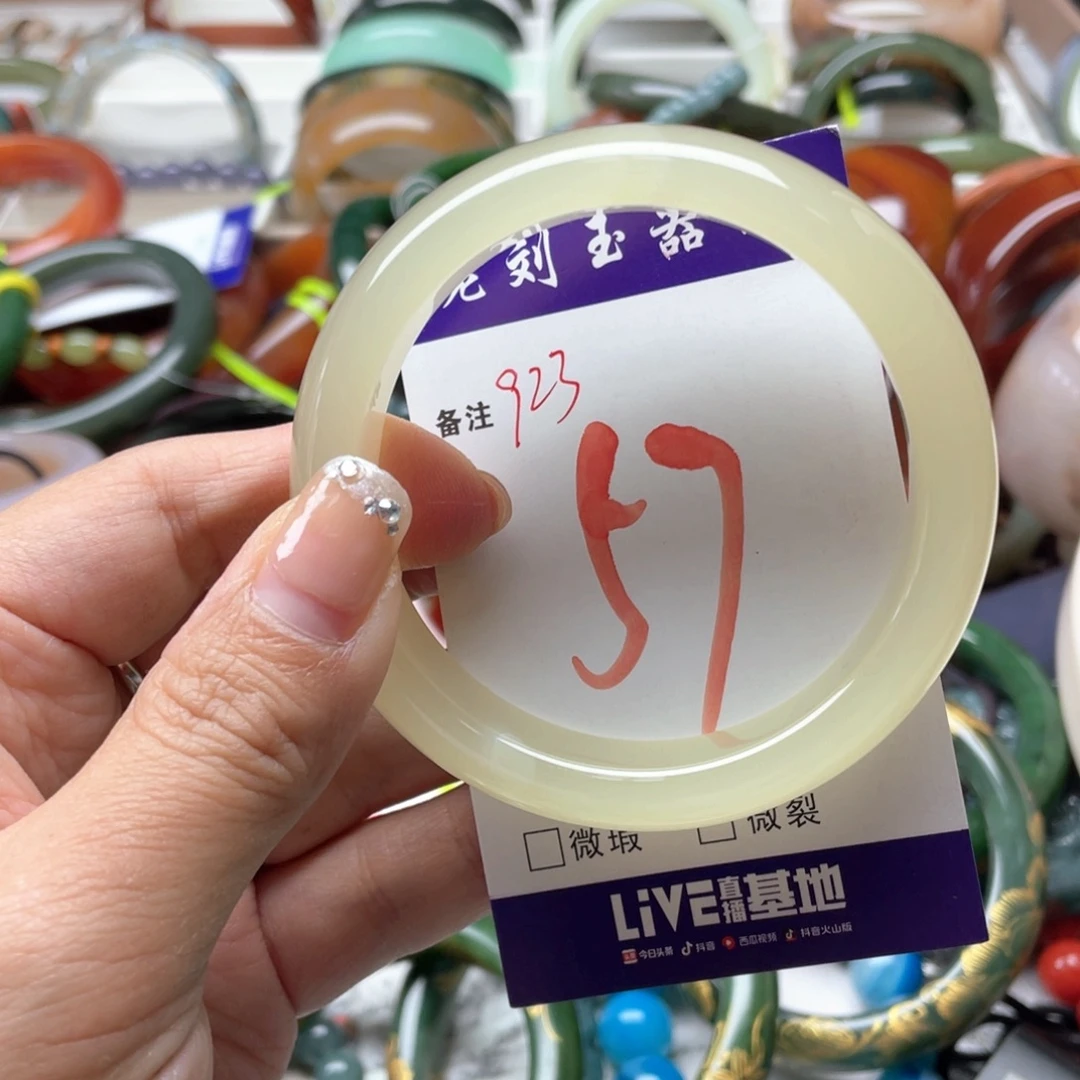 刻玉器
备注 923
57
微瑕 微裂
LiVE直播基地
今日头条 抖音 西瓜视频 抖音火山版